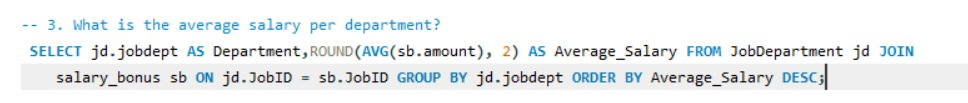 -- 3. What is the average salary per department?
SELECT jd.jobdept AS Department,ROUND(AVG(sb.amount), 2) AS Average_Salary FROM JobDepartment jd JOIN
salary_bonus sb ON jd.JobID = sb.JobID GROUP BY jd.jobdept ORDER BY Average_Salary DESC;